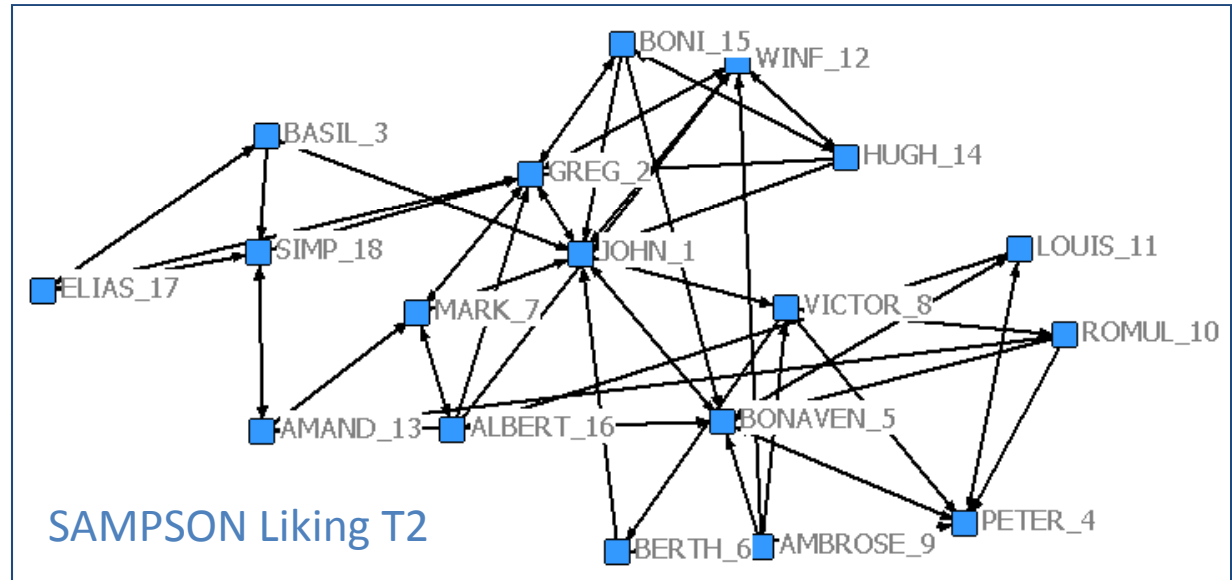 BONI_15
WINF_12
BASIL_3
HUGH_14
GREG_2
SIMP_18
JOHN_1
LOUIS_11
ELIAS_17
MARK_7
VICTOR_8
ROMUL_10
AMAND_13
ALBERT_16
BONAVEN_5
SAMPSON Liking T2
BERTH_6
AMBROSE_9
PETER_4